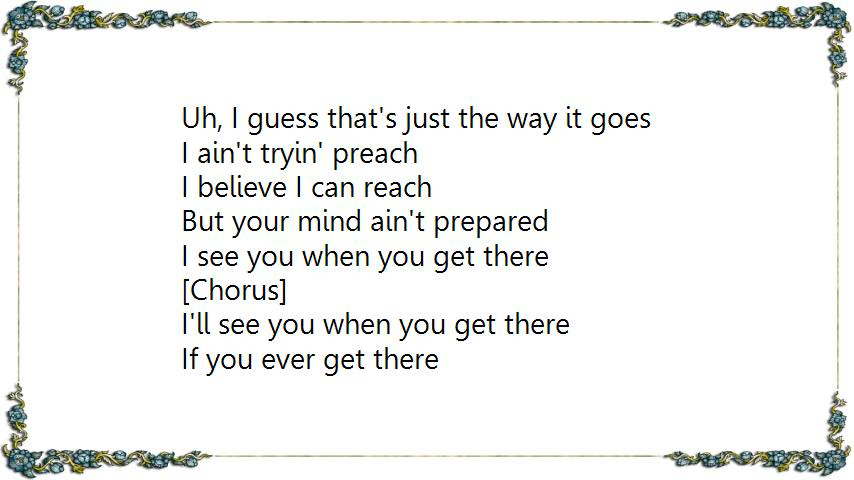 Uh, I guess that's just the way it goes
I ain't tryin' preach
I believe I can reach
But your mind ain't prepared
I see you when you get there
[Chorus]
I'll see you when you get there
If you ever get there